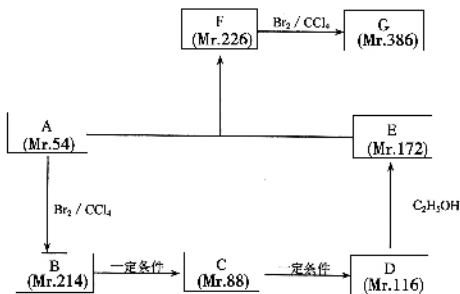 F
(Mr.226)
Br₂ / CCl₄
G
(Mr.386)
A
(Mr.54)
E
(Mr.172)
Br₂ / CCl₄
C₂H₅OH
B
(Mr.214)
一定条件
C
(Mr.88)
一定条件
D
(Mr.116)